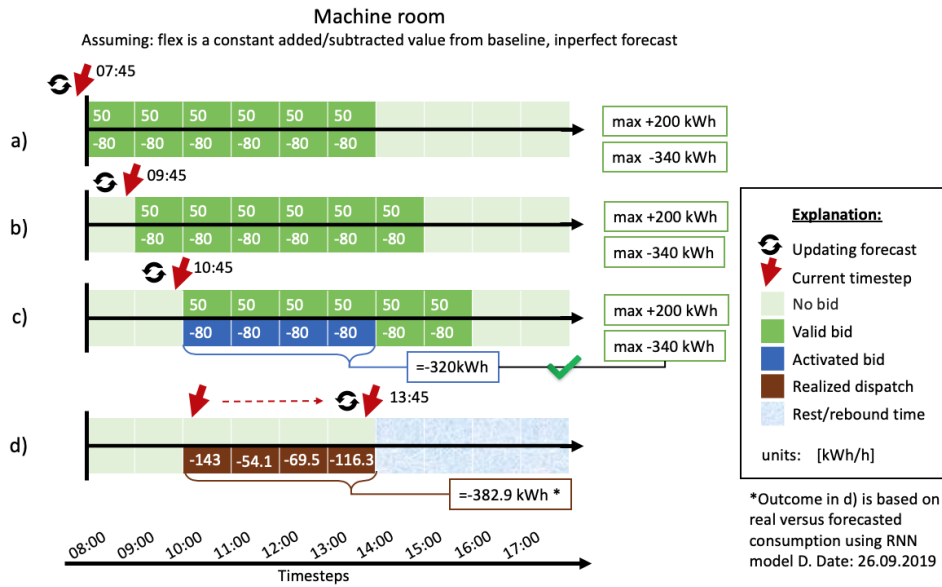 Machine room
Assuming: flex is a constant added/subtracted value from baseline, inperfect forecast
07:45
a)
50 50 50 50 50 50
-80 -80 -80 -80 -80 -80
max +200 kWh
max -340 kWh
09:45
b)
50 50 50 50 50 50
-80 -80 -80 -80 -80 -80
max +200 kWh
max -340 kWh
10:45
c)
50 50 50 50 50 50
-80 -80 -80 -80 -80 -80
max +200 kWh
max -340 kWh
=-320kWh
13:45
d)
-143 -54.1 -69.5 -116.3
=-382.9 kWh *
08:00 09:00 10:00 11:00 12:00 13:00 14:00 15:00 16:00 17:00
Timesteps
Explanation:
Updating forecast
Current timestep
No bid
Valid bid
Activated bid
Realized dispatch
Rest/rebound time
units: [kWh/h]
*Outcome in d) is based on
real versus forecasted
consumption using RNN
model D. Date: 26.09.2019